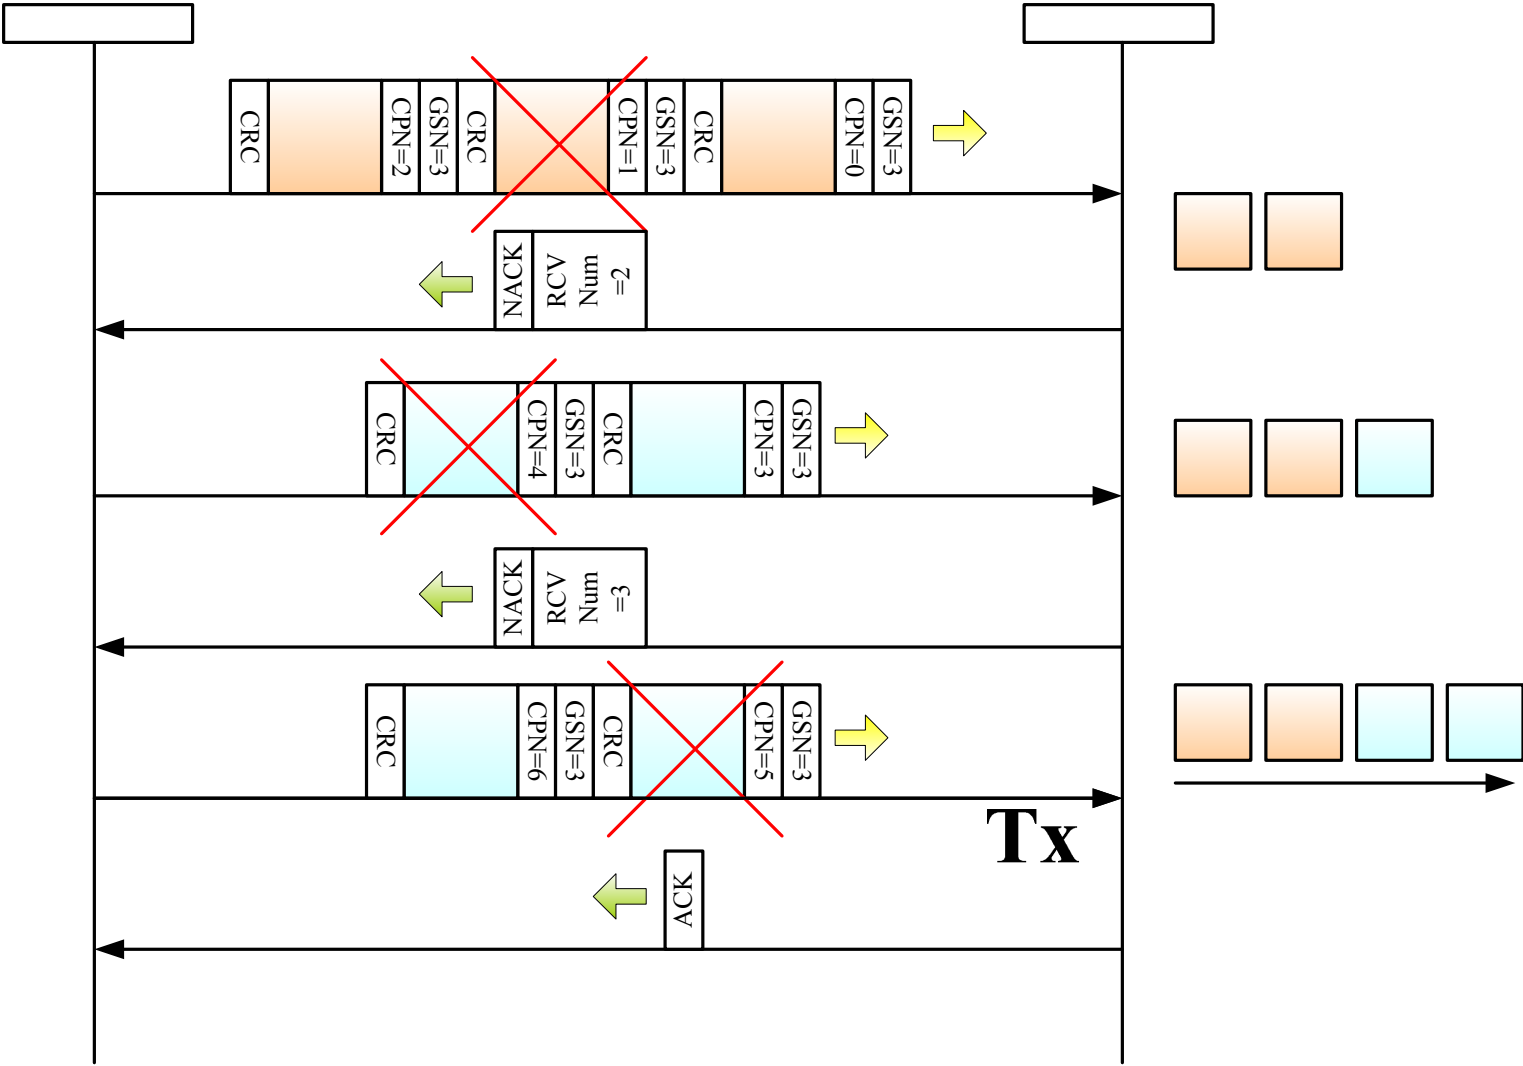 CRC
CPN=2
GSN=3
CRC
CPN=1
GSN=3
CRC
CPN=0
GSN=3
NACK
RCV
Num
=2
CRC
CPN=4
GSN=3
CRC
CPN=3
GSN=3
NACK
RCV
Num
=3
CRC
CPN=6
GSN=3
CRC
CPN=5
GSN=3
Tx
ACK